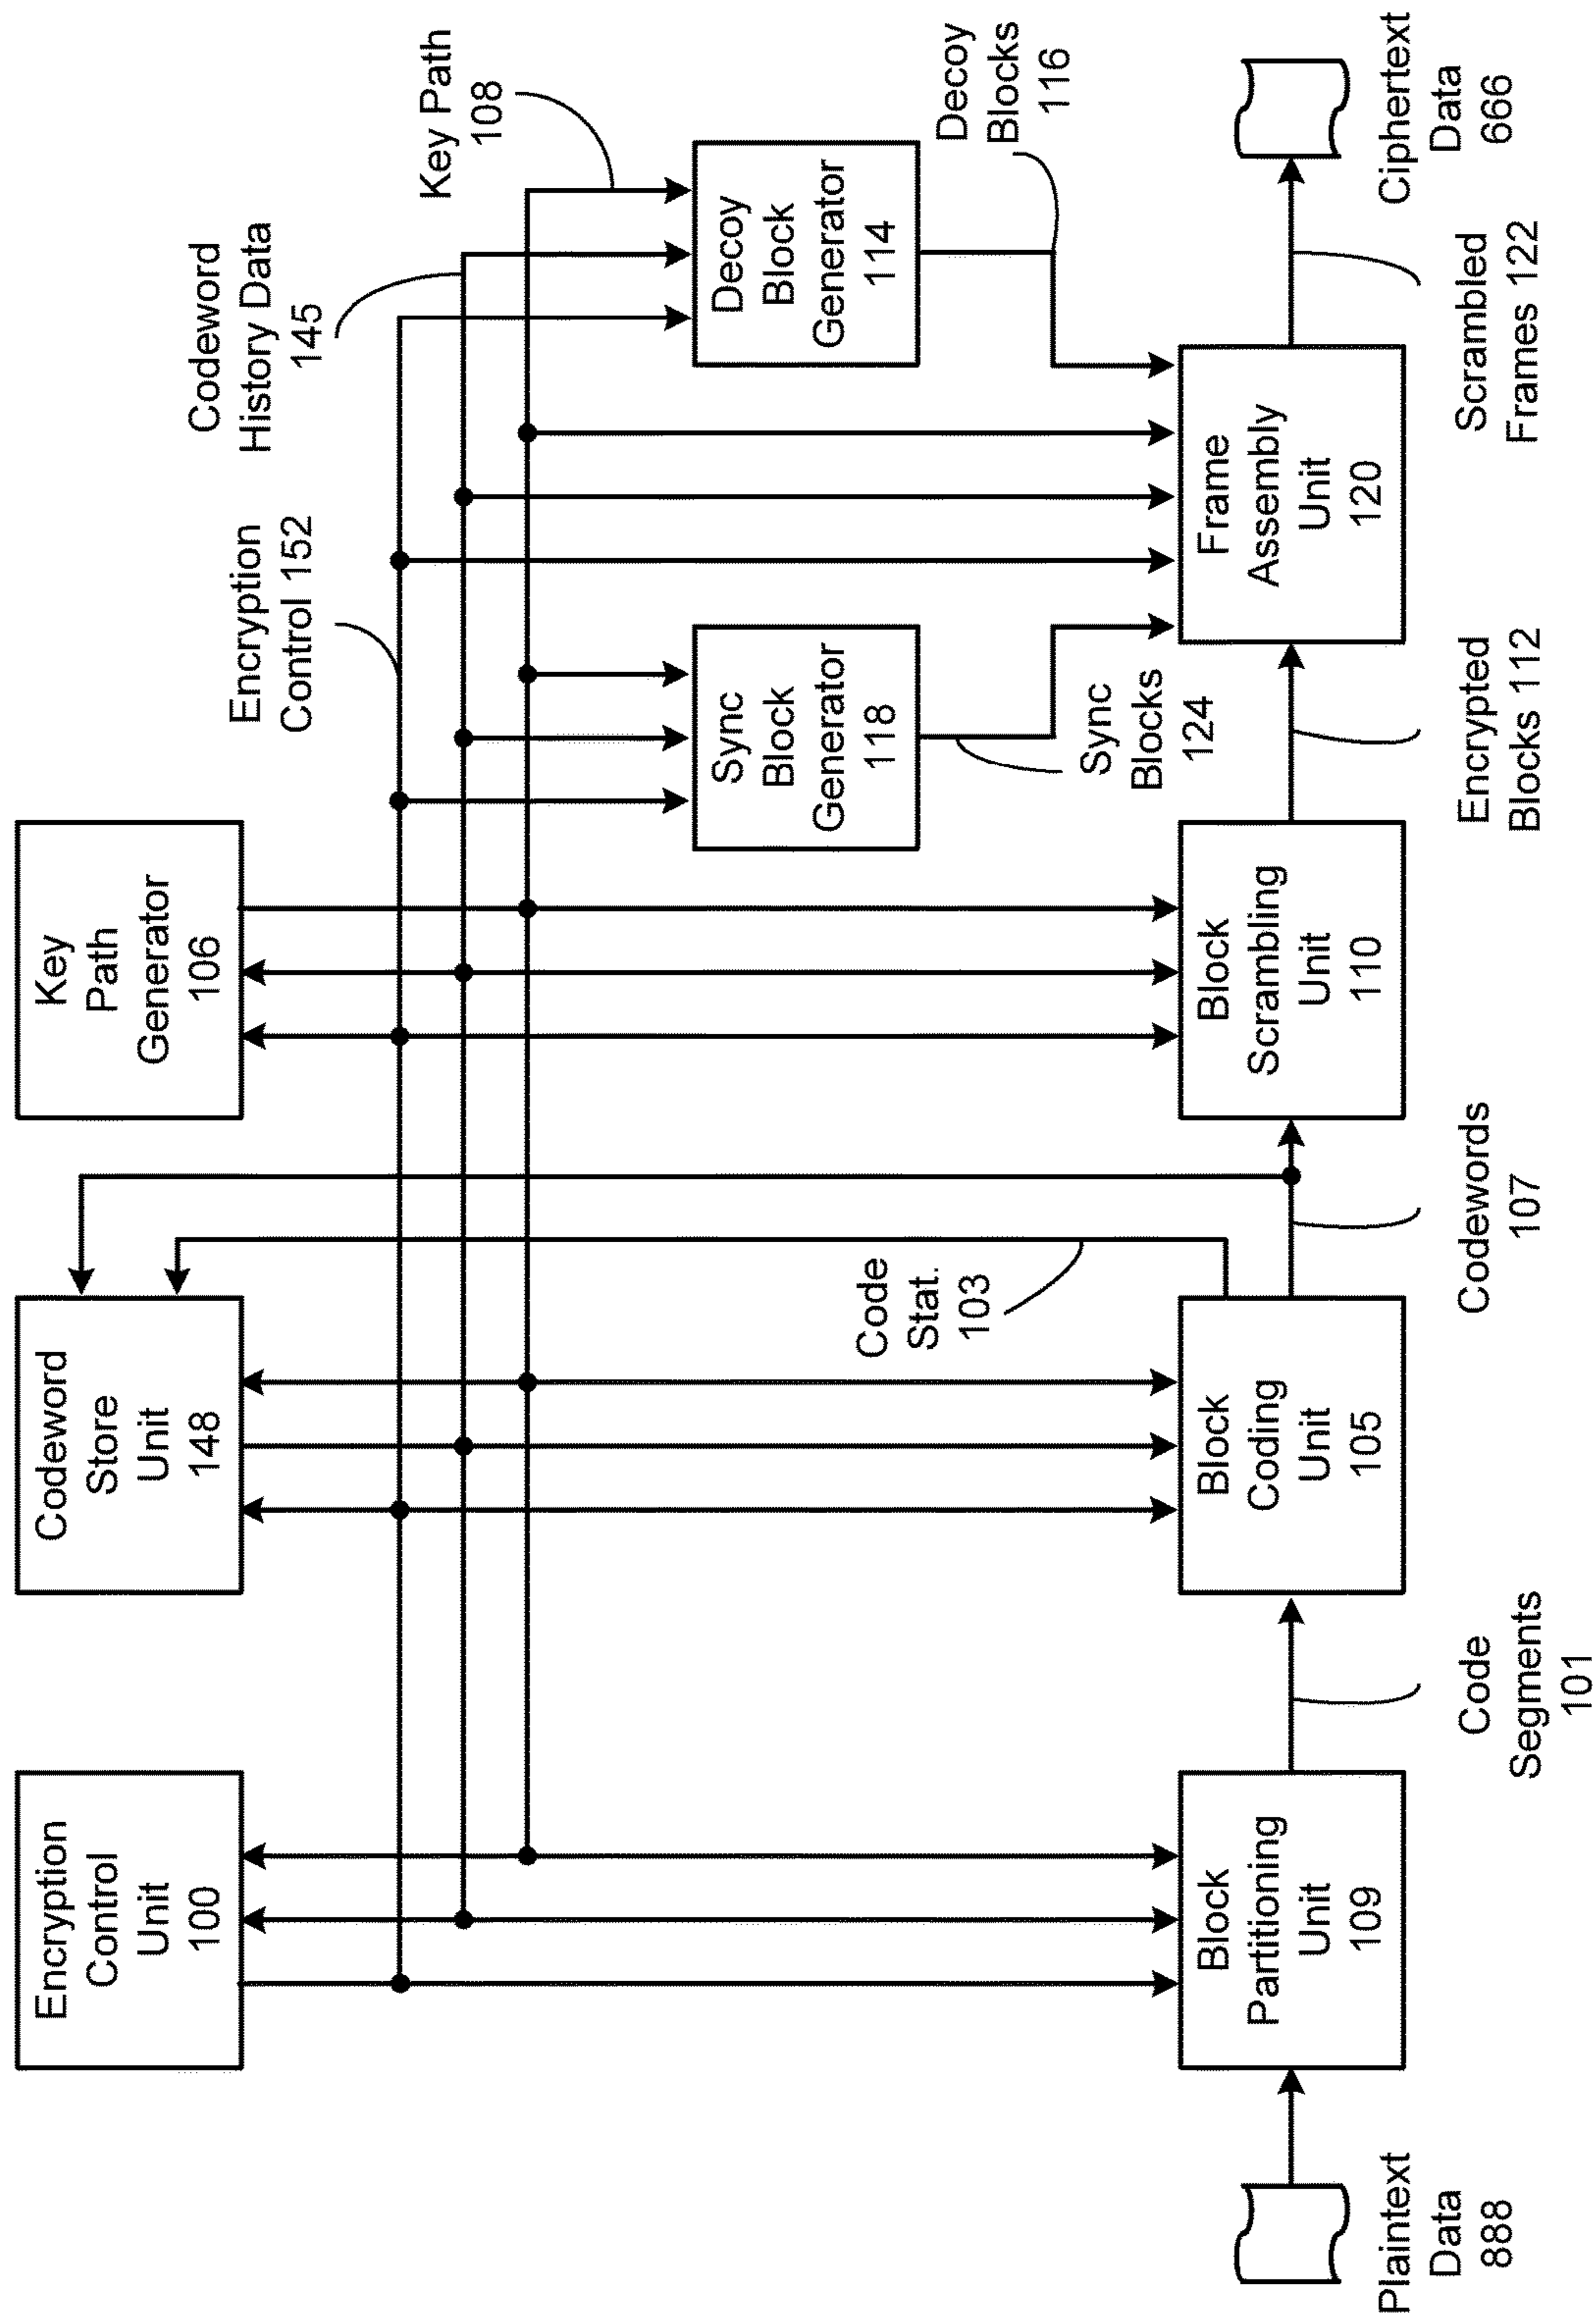 Encryption
Control
Unit
100
Codeword
Store
Unit
148
Key
Path
Generator
106
Encryption
Control 152
Codeword
History Data
145
Key Path
108
Sync
Block
Generator
118
Decoy
Block
Generator
114
Code
Stat.
103
Sync
Blocks
124
Decoy
Blocks
116
Block
Partitioning
Unit
109
Block
Coding
Unit
105
Block
Scrambling
Unit
110
Frame
Assembly
Unit
120
Plaintext
Data
888
Code
Segments
101
Codewords
107
Encrypted
Blocks 112
Scrambled
Frames 122
Ciphertext
Data
666